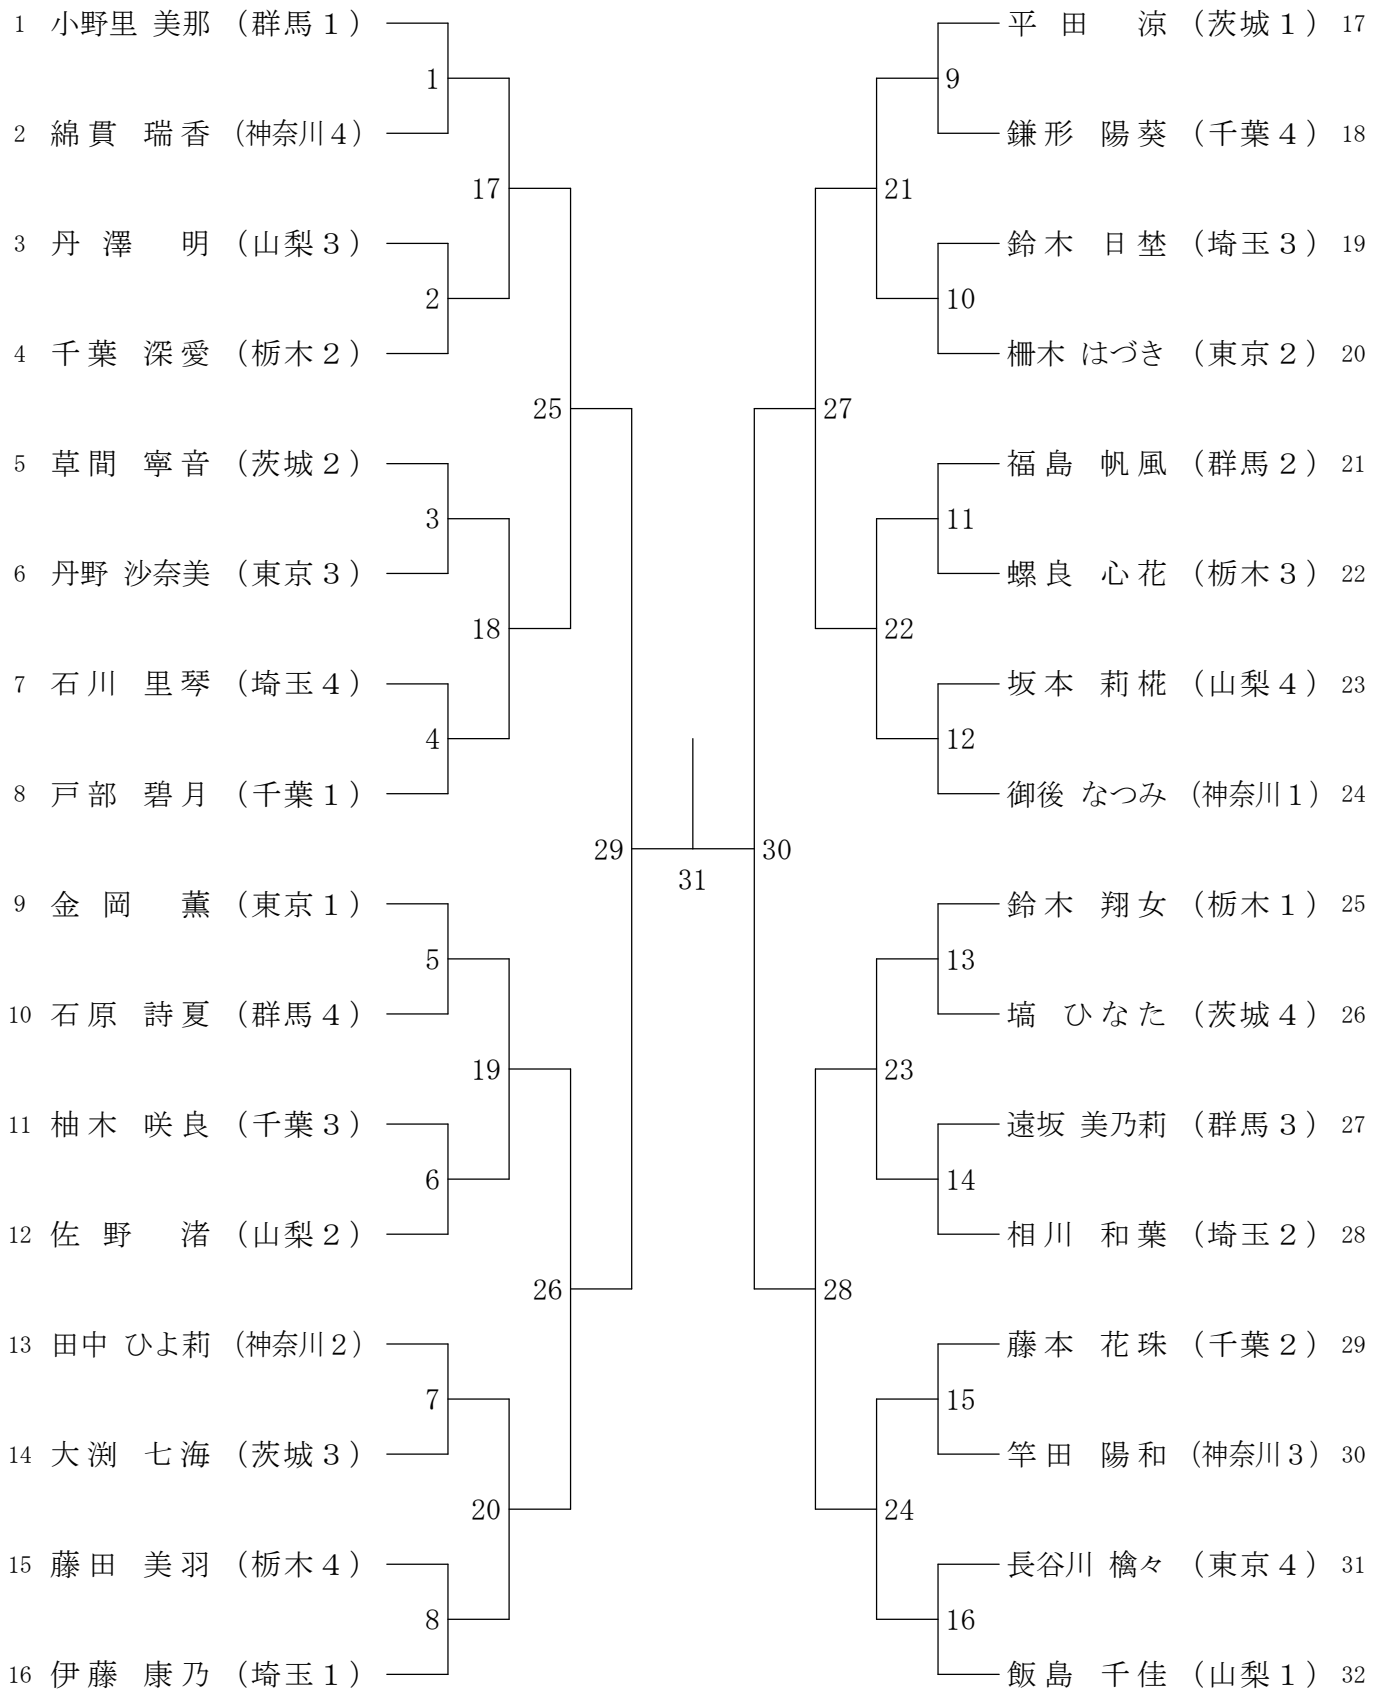 1 小野里 美那 (群馬１)
1
2 綿貫 瑞香 (神奈川４)
17
3 丹澤 明 (山梨３)
2
4 千葉 深愛 (栃木２)
25
5 草間 寧音 (茨城２)
3
6 丹野 沙奈美 (東京３)
18
7 石川 里琴 (埼玉４)
4
8 戸部 碧月 (千葉１)
29
9 金岡 薫 (東京１)
5
10 石原 詩夏 (群馬４)
19
11 柚木 咲良 (千葉３)
6
12 佐野 渚 (山梨２)
26
13 田中 ひよ莉 (神奈川２)
7
14 大渕 七海 (茨城３)
20
15 藤田 美羽 (栃木４)
8
16 伊藤 康乃 (埼玉１)
31
平田 涼 (茨城１) 17
9
鎌形 陽葵 (千葉４) 18
21
鈴木 日埜 (埼玉３) 19
10
柵木 はづき (東京２) 20
27
福島 帆風 (群馬２) 21
11
螺良 心花 (栃木３) 22
22
坂本 莉椛 (山梨４) 23
12
御後 なつみ (神奈川１) 24
30
鈴木 翔女 (栃木１) 25
13
塙 ひなた (茨城４) 26
23
遠坂 美乃莉 (群馬３) 27
14
相川 和葉 (埼玉２) 28
28
藤本 花珠 (千葉２) 29
15
竿田 陽和 (神奈川３) 30
24
長谷川 檎々 (東京４) 31
16
飯島 千佳 (山梨１) 32